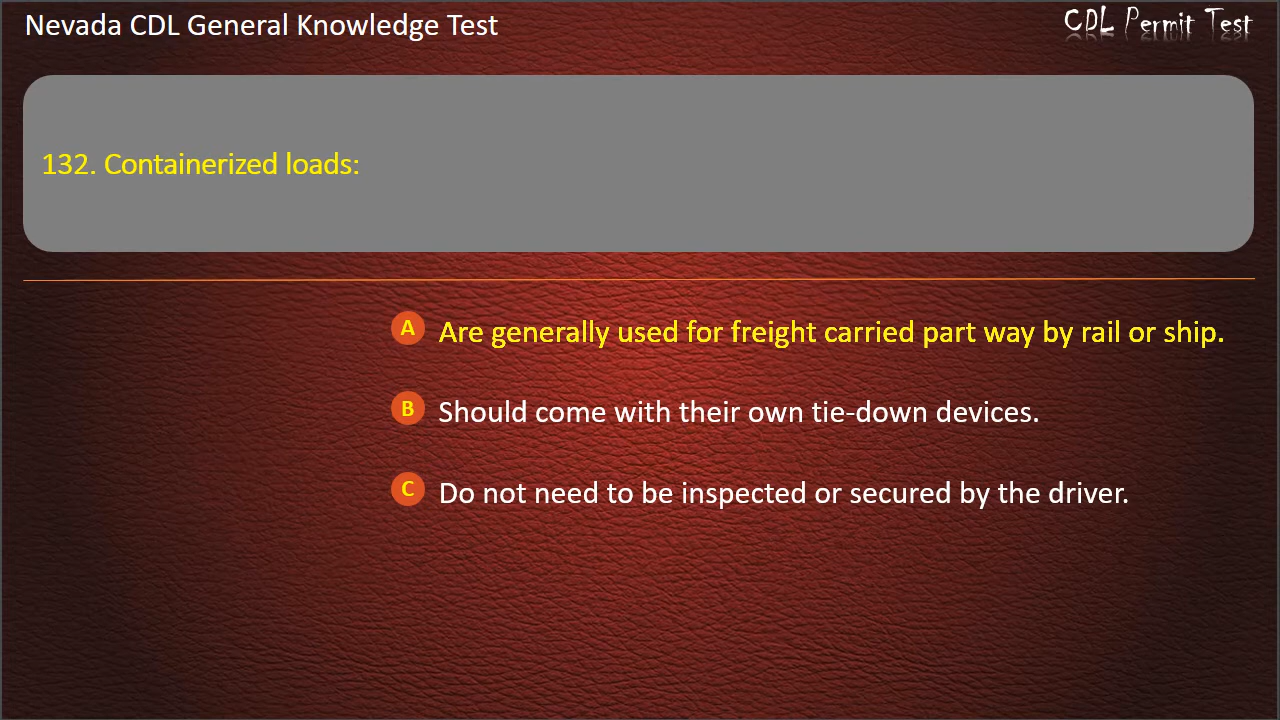 Nevada CDL General Knowledge Test
CDL Permit Test
132. Containerized loads:
A Are generally used for freight carried part way by rail or ship.
B Should come with their own tie-down devices.
C Do not need to be inspected or secured by the driver.